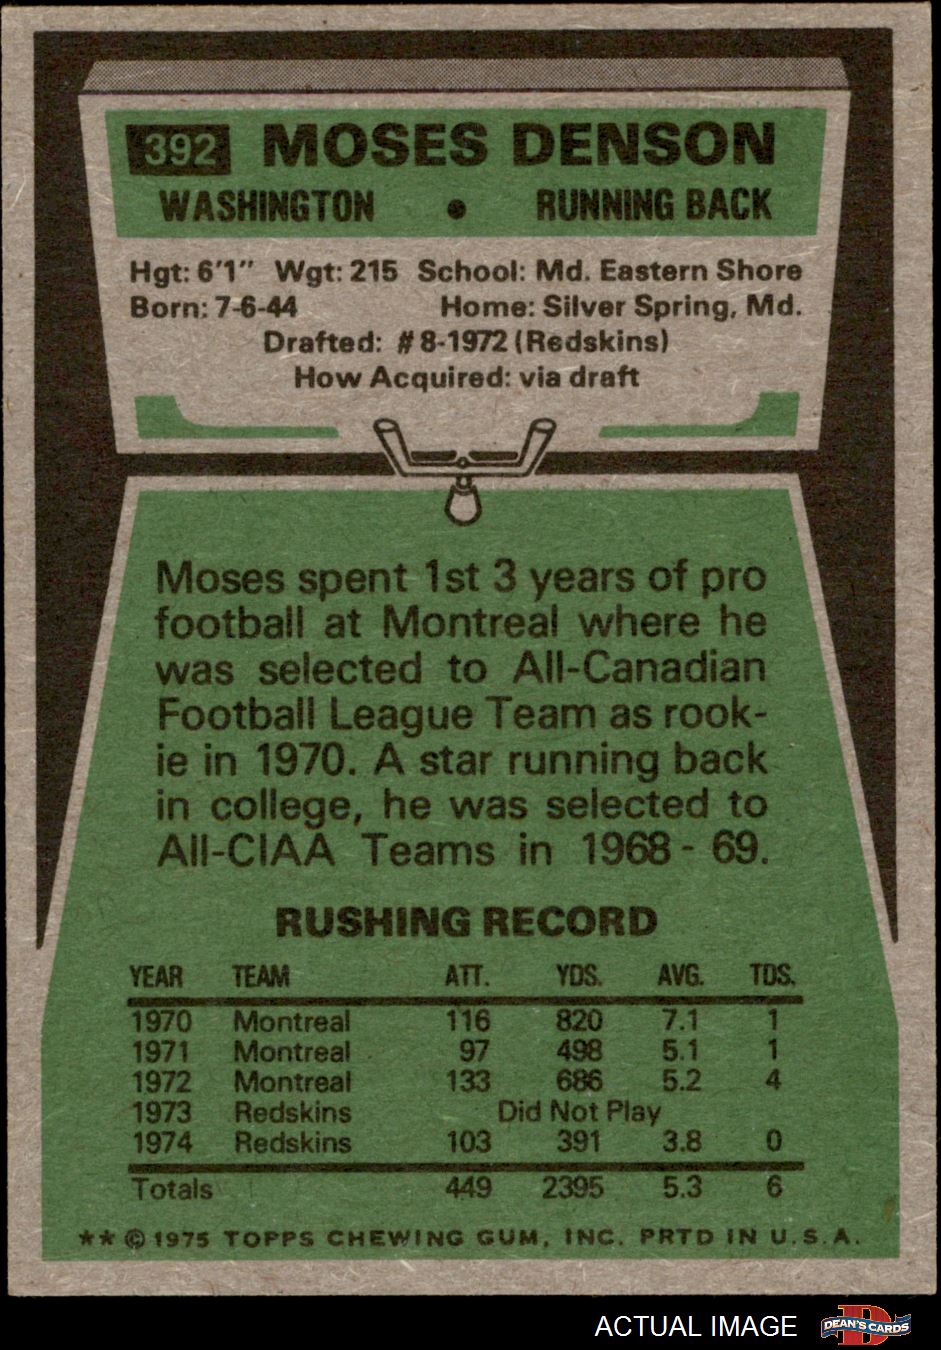 392 MOSES DENSON
WASHINGTON • RUNNING BACK
Hgt: 6'1" Wgt: 215 School: Md. Eastern Shore
Born: 7-6-44 Home: Silver Spring, Md.
Drafted: #8-1972 (Redskins)
How Acquired: via draft
Moses spent 1st 3 years of pro
football at Montreal where he
was selected to All-Canadian
Football League Team as rook-
ie in 1970. A star running back
in college, he was selected to
All-CIAA Teams in 1968 - 69.
RUSHING RECORD
YEAR TEAM ATT. YDS. AVG. TDS.
1970 Montreal 116 820 7.1 1
1971 Montreal 97 498 5.1 1
1972 Montreal 133 686 5.2 4
1973 Redskins Did Not Play
1974 Redskins 103 391 3.8 0
Totals 449 2395 5.3 6
** © 1975 TOPPS CHEWING GUM, INC. PRTD IN U.S.A.
ACTUAL IMAGE D DEAN'S CARDS